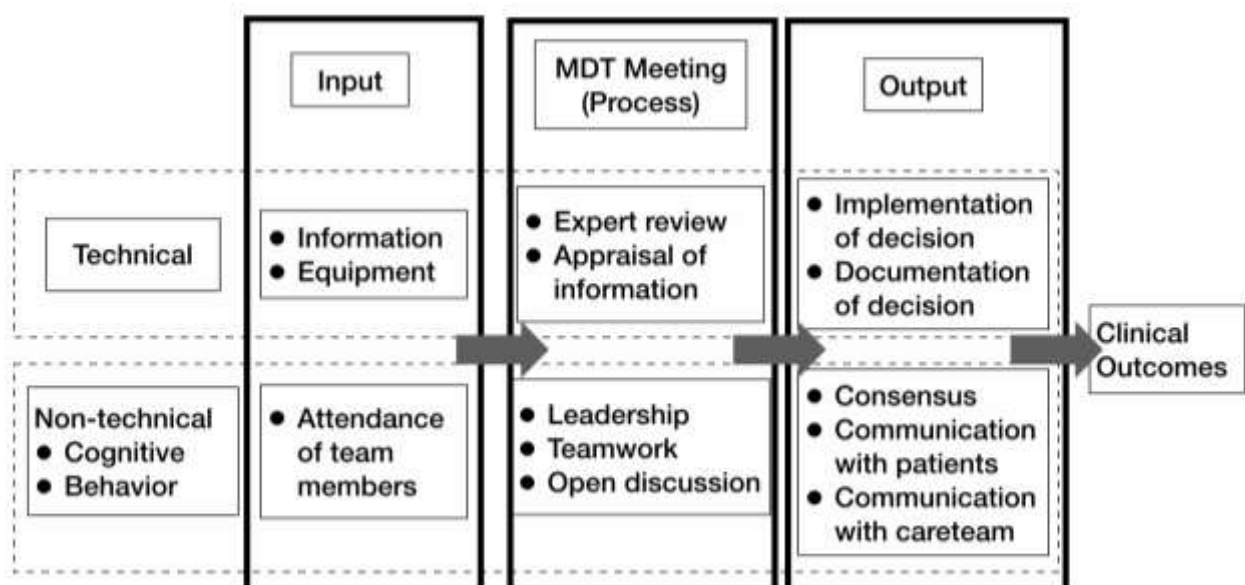 Input
MDT Meeting
(Process)
Output
Technical
● Information
● Equipment
● Expert review
● Appraisal of
information
● Implementation
of decision
● Documentation
of decision
Clinical
Outcomes
Non-technical
● Cognitive
● Behavior
● Attendance
of team
members
● Leadership
● Teamwork
● Open discussion
● Consensus
● Communication
with patients
● Communication
with careteam